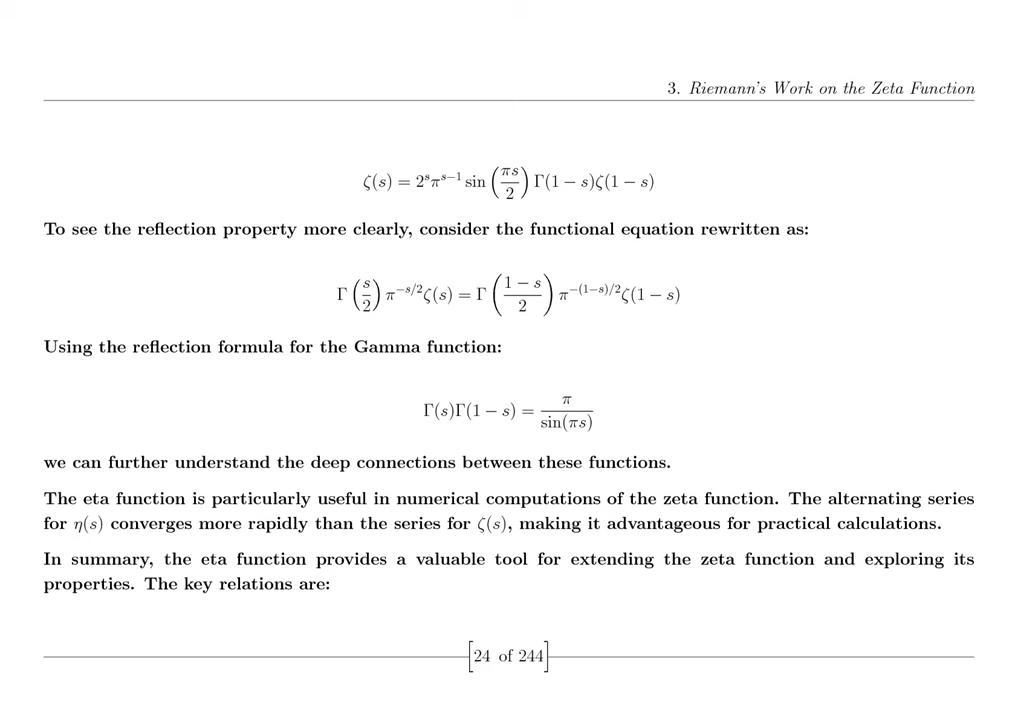 3. Riemann's Work on the Zeta Function
ζ(s) = 2^s π^{s−1} sin (πs/2) Γ(1 − s)ζ(1 − s)
To see the reflection property more clearly, consider the functional equation rewritten as:
Γ (s/2) π^{−s/2} ζ(s) = Γ ((1 − s)/2) π^{−(1−s)/2} ζ(1 − s)
Using the reflection formula for the Gamma function:
Γ(s)Γ(1 − s) = π/sin(πs)
we can further understand the deep connections between these functions.
The eta function is particularly useful in numerical computations of the zeta function. The alternating series
for η(s) converges more rapidly than the series for ζ(s), making it advantageous for practical calculations.
In summary, the eta function provides a valuable tool for extending the zeta function and exploring its
properties. The key relations are:
[24 of 244]